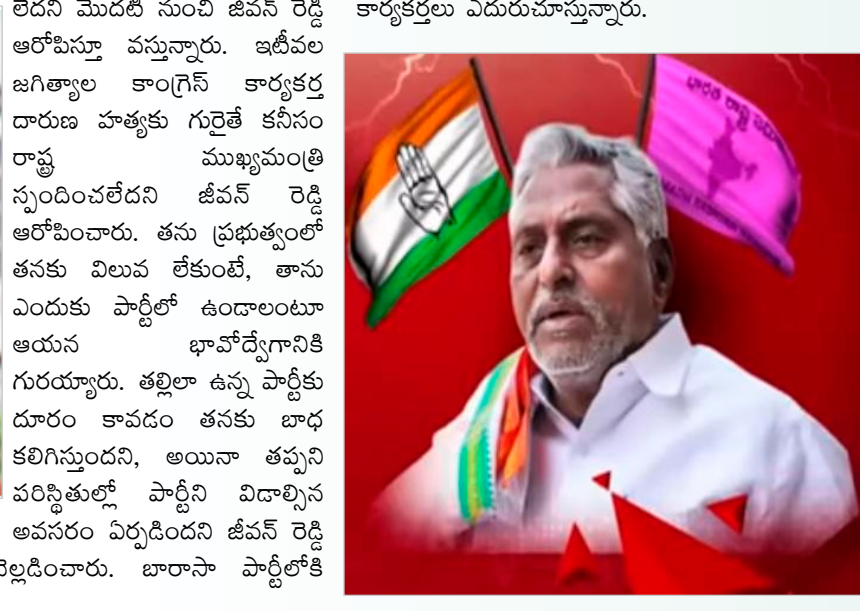 లేదని మొదటి నుంచి జీవన్ రెడ్డి
ఆరోపిస్తూ వస్తున్నారు. ఇటీవల
జగిత్యాల కాంగ్రెస్ కార్యకర్త
దారుణ హత్యకు గురైతే కనీసం
రాష్ట్ర ముఖ్యమంత్రి
స్పందించలేదని జీవన్ రెడ్డి
ఆరోపించారు. తను ప్రభుత్వంలో
తనకు విలువ లేకుంటే, తాను
ఎందుకు పార్టీలో ఉండాలంటూ
ఆయన భావోద్వేగానికి
గురయ్యారు. తల్లిలా ఉన్న పార్టీకు
దూరం కావడం తనకు బాధ
కలిగిస్తుందని, అయినా తప్పని
పరిస్థితుల్లో పార్టీని విడాల్సిన
అవసరం ఏర్పడిందని జీవన్ రెడ్డి
వెల్లడించారు. బారాసా పార్టీలోకి
కార్యకర్తలు ఎదురుచూస్తున్నారు.
భారత రాష్ట్ర